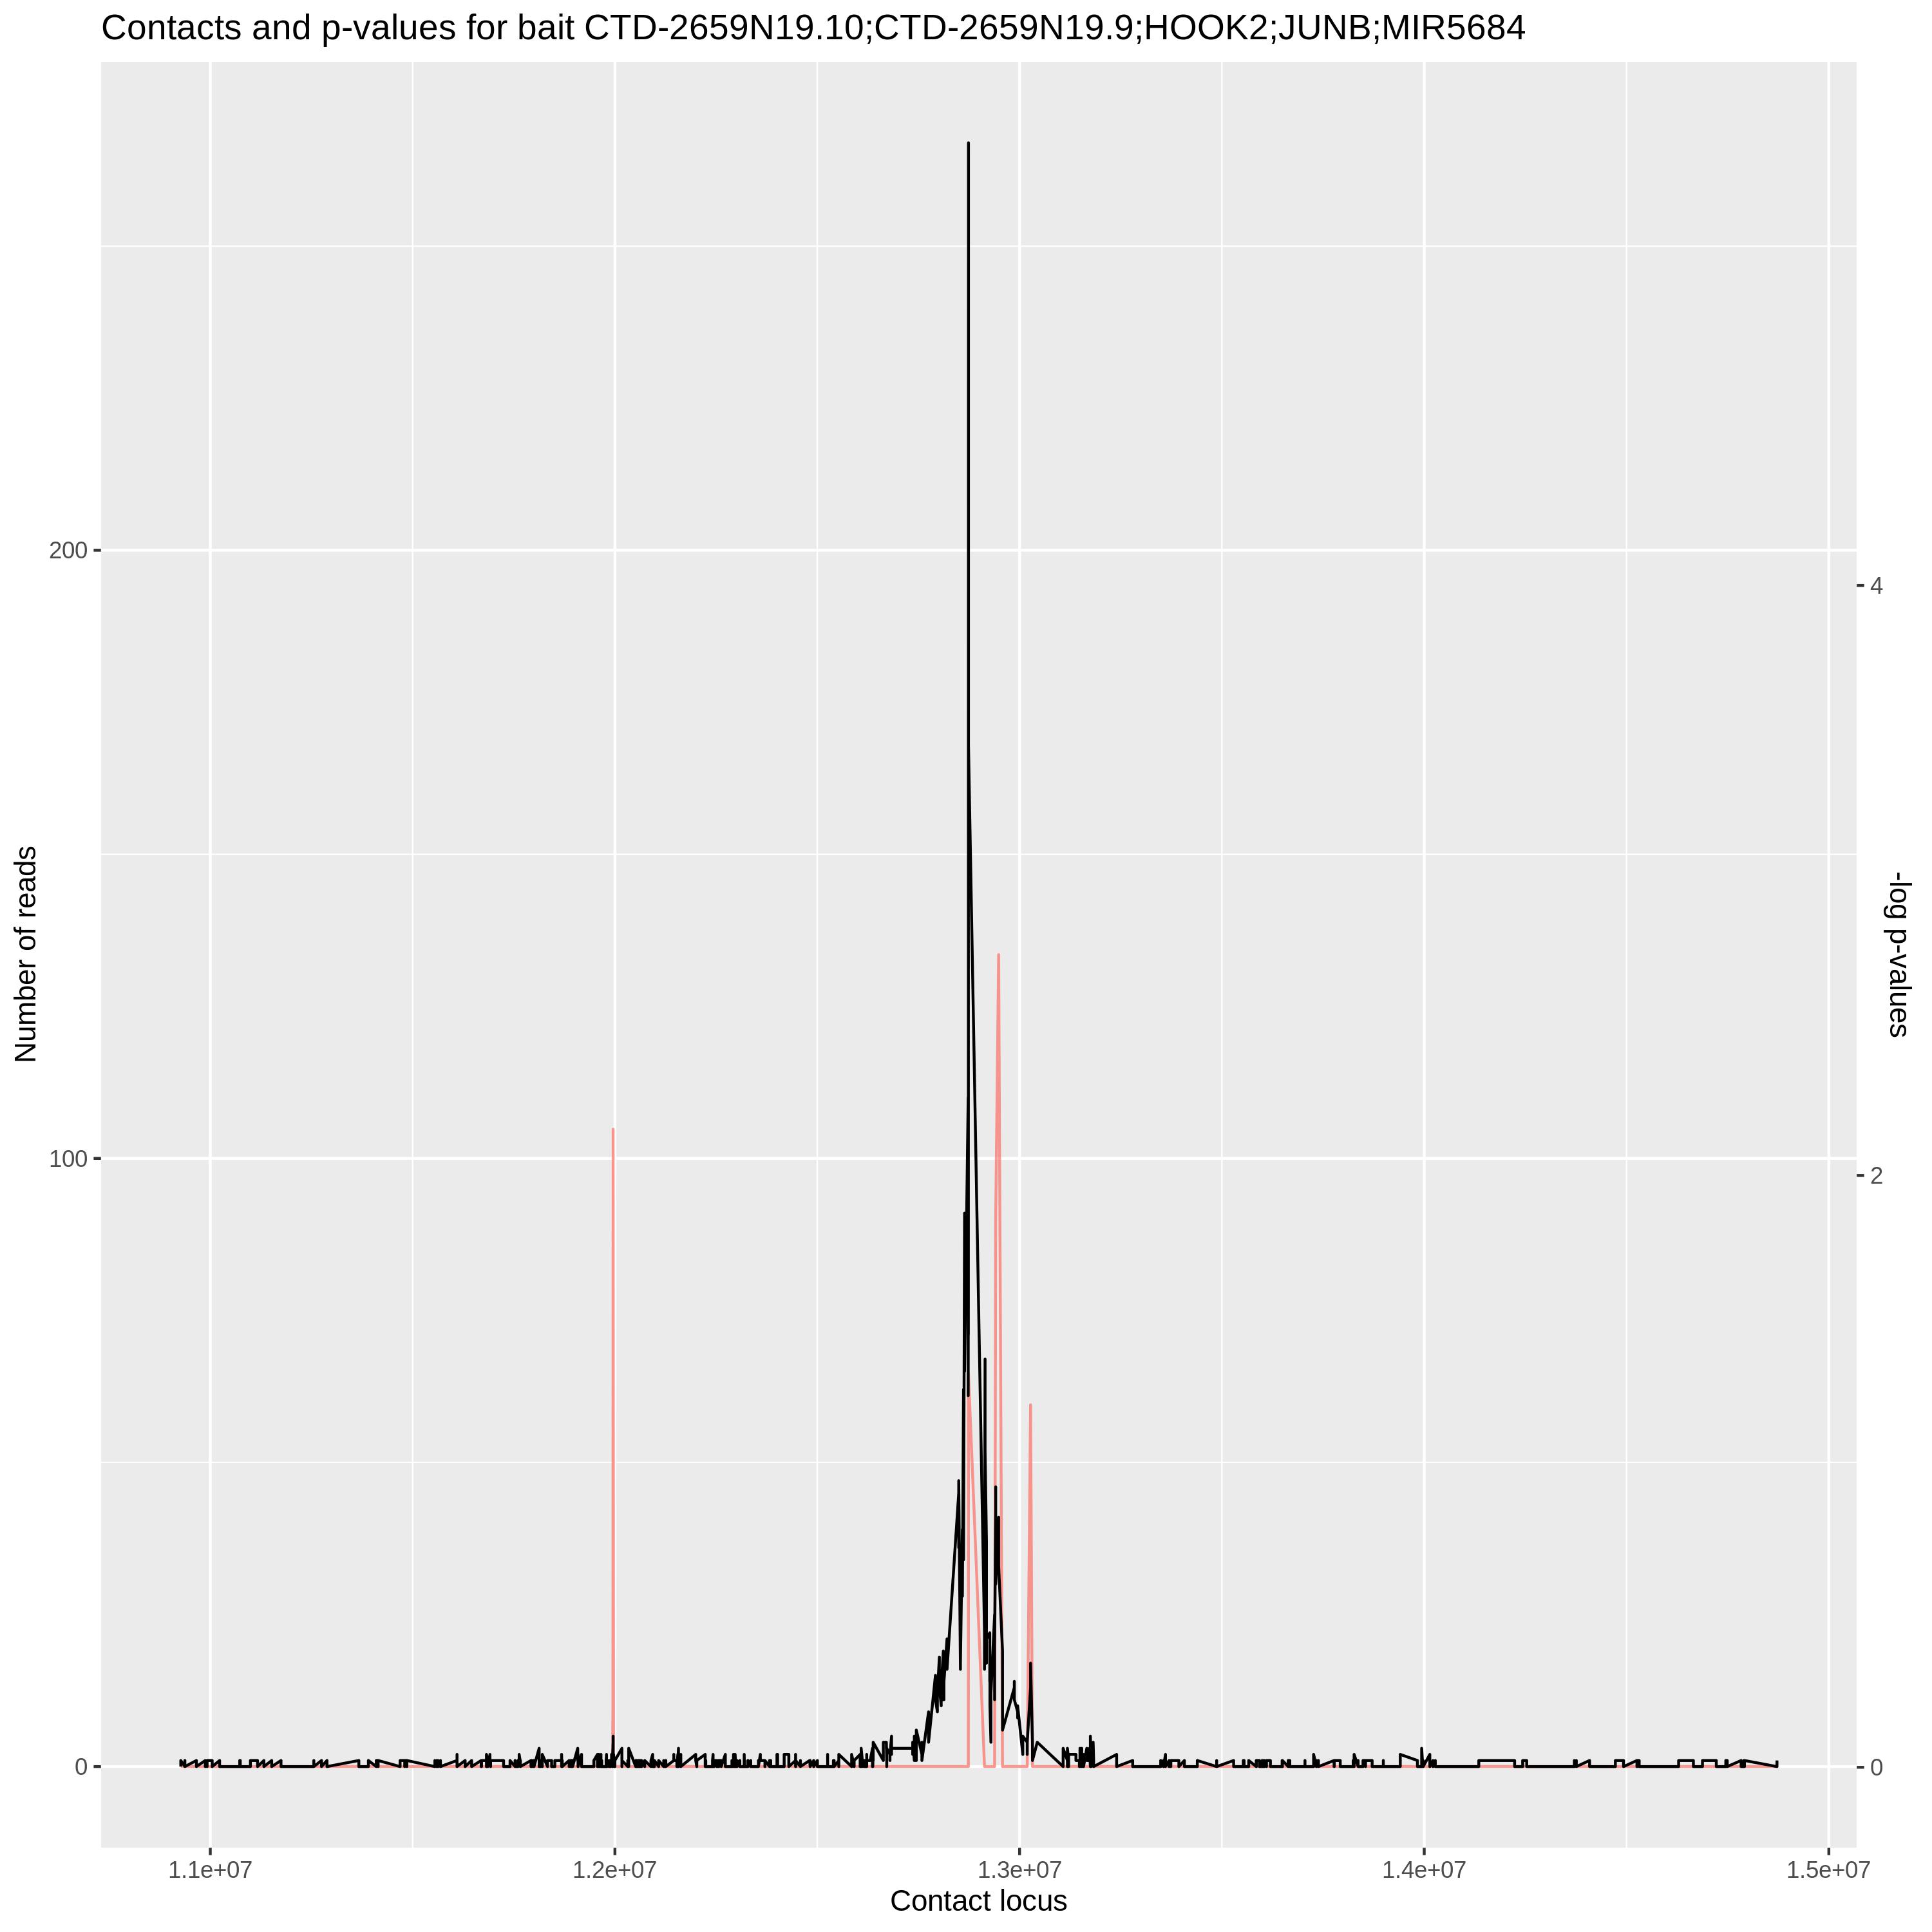 Contacts and p-values for bait CTD-2659N19.10;CTD-2659N19.9;HOOK2;JUNB;MIR5684
Number of reads
200
100
0
4
2
0
-log p-values
1.1e+07 1.2e+07 1.3e+07 1.4e+07 1.5e+07
Contact locus